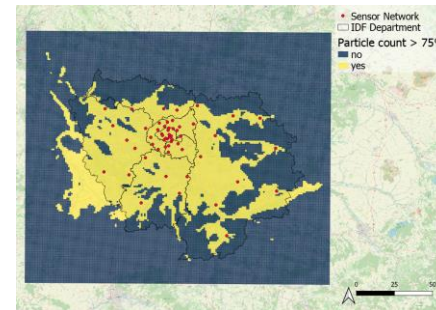 Sensor Network
IDF Department
Particle count > 75
no
yes
0 25 50